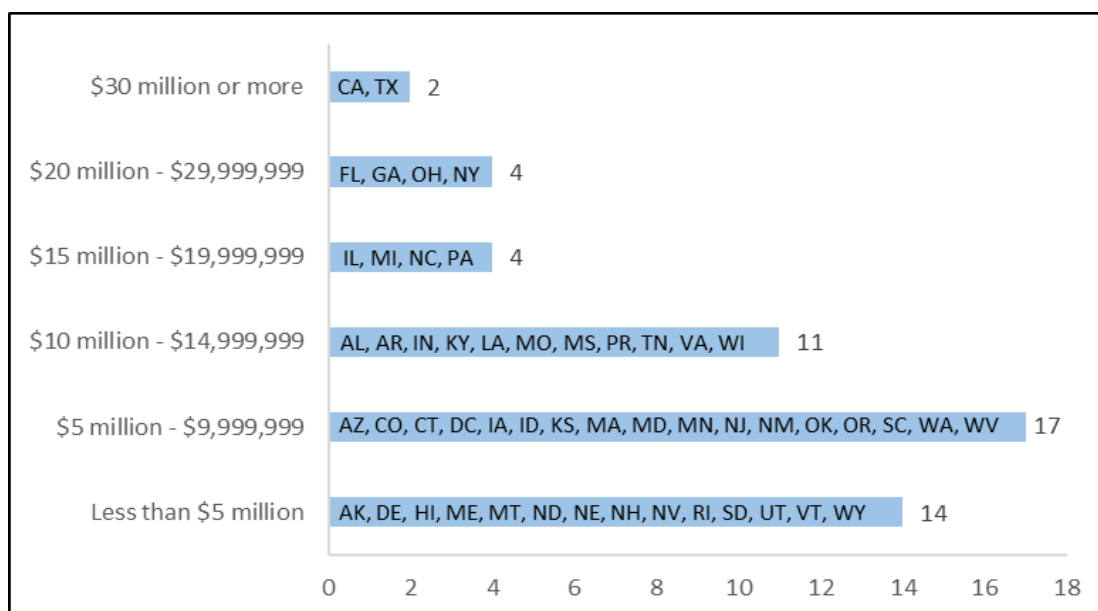 $30 million or more
CA, TX
2
$20 million - $29,999,999
FL, GA, OH, NY
4
$15 million - $19,999,999
IL, MI, NC, PA
4
$10 million - $14,999,999
AL, AR, IN, KY, LA, MO, MS, PR, TN, VA, WI
11
$5 million - $9,999,999
AZ, CO, CT, DC, IA, ID, KS, MA, MD, MN, NJ, NM, OK, OR, SC, WA, WV
17
Less than $5 million
AK, DE, HI, ME, MT, ND, NE, NH, NV, RI, SD, UT, VT, WY
14
0 2 4 6 8 10 12 14 16 18